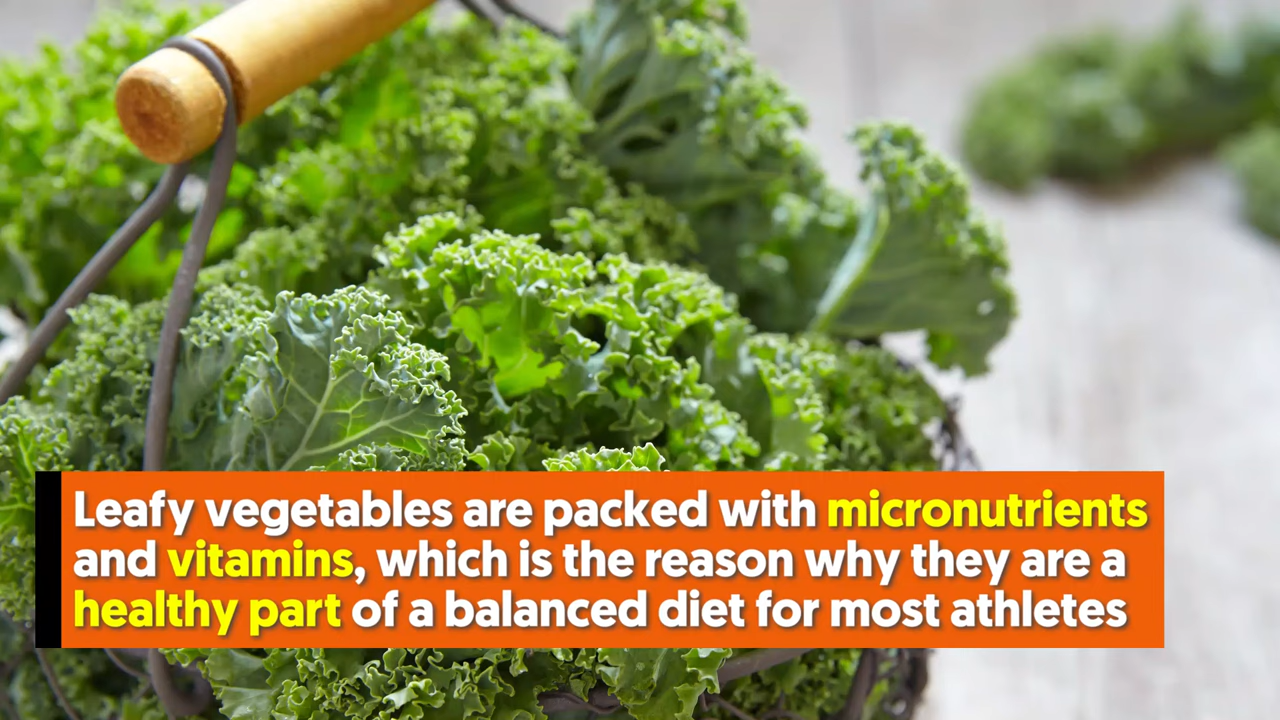 Leafy vegetables are packed with micronutrients
and vitamins, which is the reason why they are a
healthy part of a balanced diet for most athletes